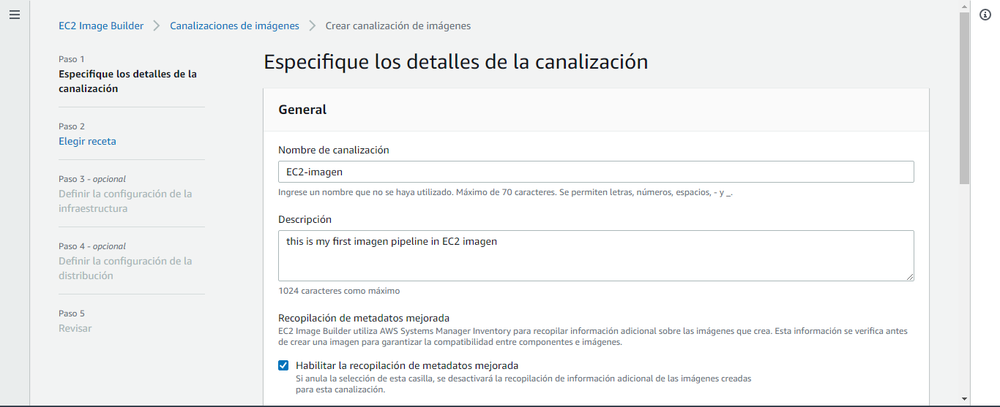 EC2 Image Builder > Canalizaciones de imágenes > Crear canalización de imágenes
Paso 1
Especifique los detalles de la
canalización
Paso 2
Elegir receta
Paso 3 - opcional
Definir la configuración de la
infraestructura
Paso 4 - opcional
Definir la configuración de la
distribución
Paso 5
Revisar
Especifique los detalles de la canalización
General
Nombre de canalización
EC2-imagen
Ingrese un nombre que no se haya utilizado. Máximo de 70 caracteres. Se permiten letras, números, espacios, - y _.
Descripción
this is my first imagen pipeline in EC2 imagen
1024 caracteres como máximo
Recopilación de metadatos mejorada
EC2 Image Builder utiliza AWS Systems Manager Inventory para recopilar información adicional sobre las imágenes que crea. Esta información se verifica antes
de crear una imagen para garantizar la compatibilidad entre componentes e imágenes.
Habilitar la recopilación de metadatos mejorada
Si anula la selección de esta casilla, se desactivará la recopilación de información adicional de las imágenes creadas
para esta canalización.